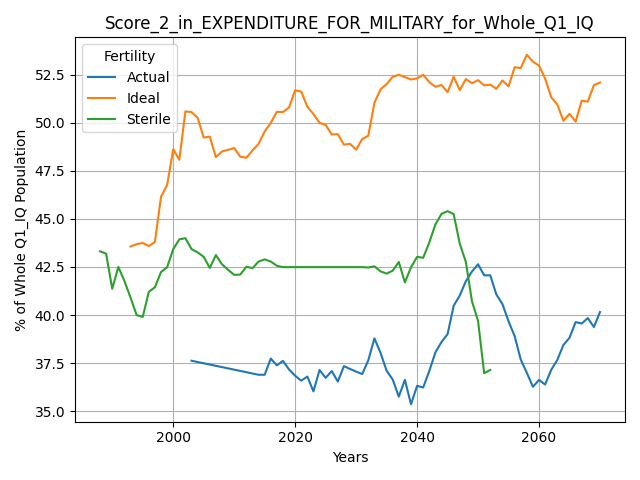 Score_2_in_EXPENDITURE_FOR_MILITARY_for_Whole_Q1_IQ
Fertility
Actual
Ideal
Sterile
% of Whole Q1_IQ Population
52.5
50.0
47.5
45.0
42.5
40.0
37.5
35.0
2000
2020
2040
2060
Years